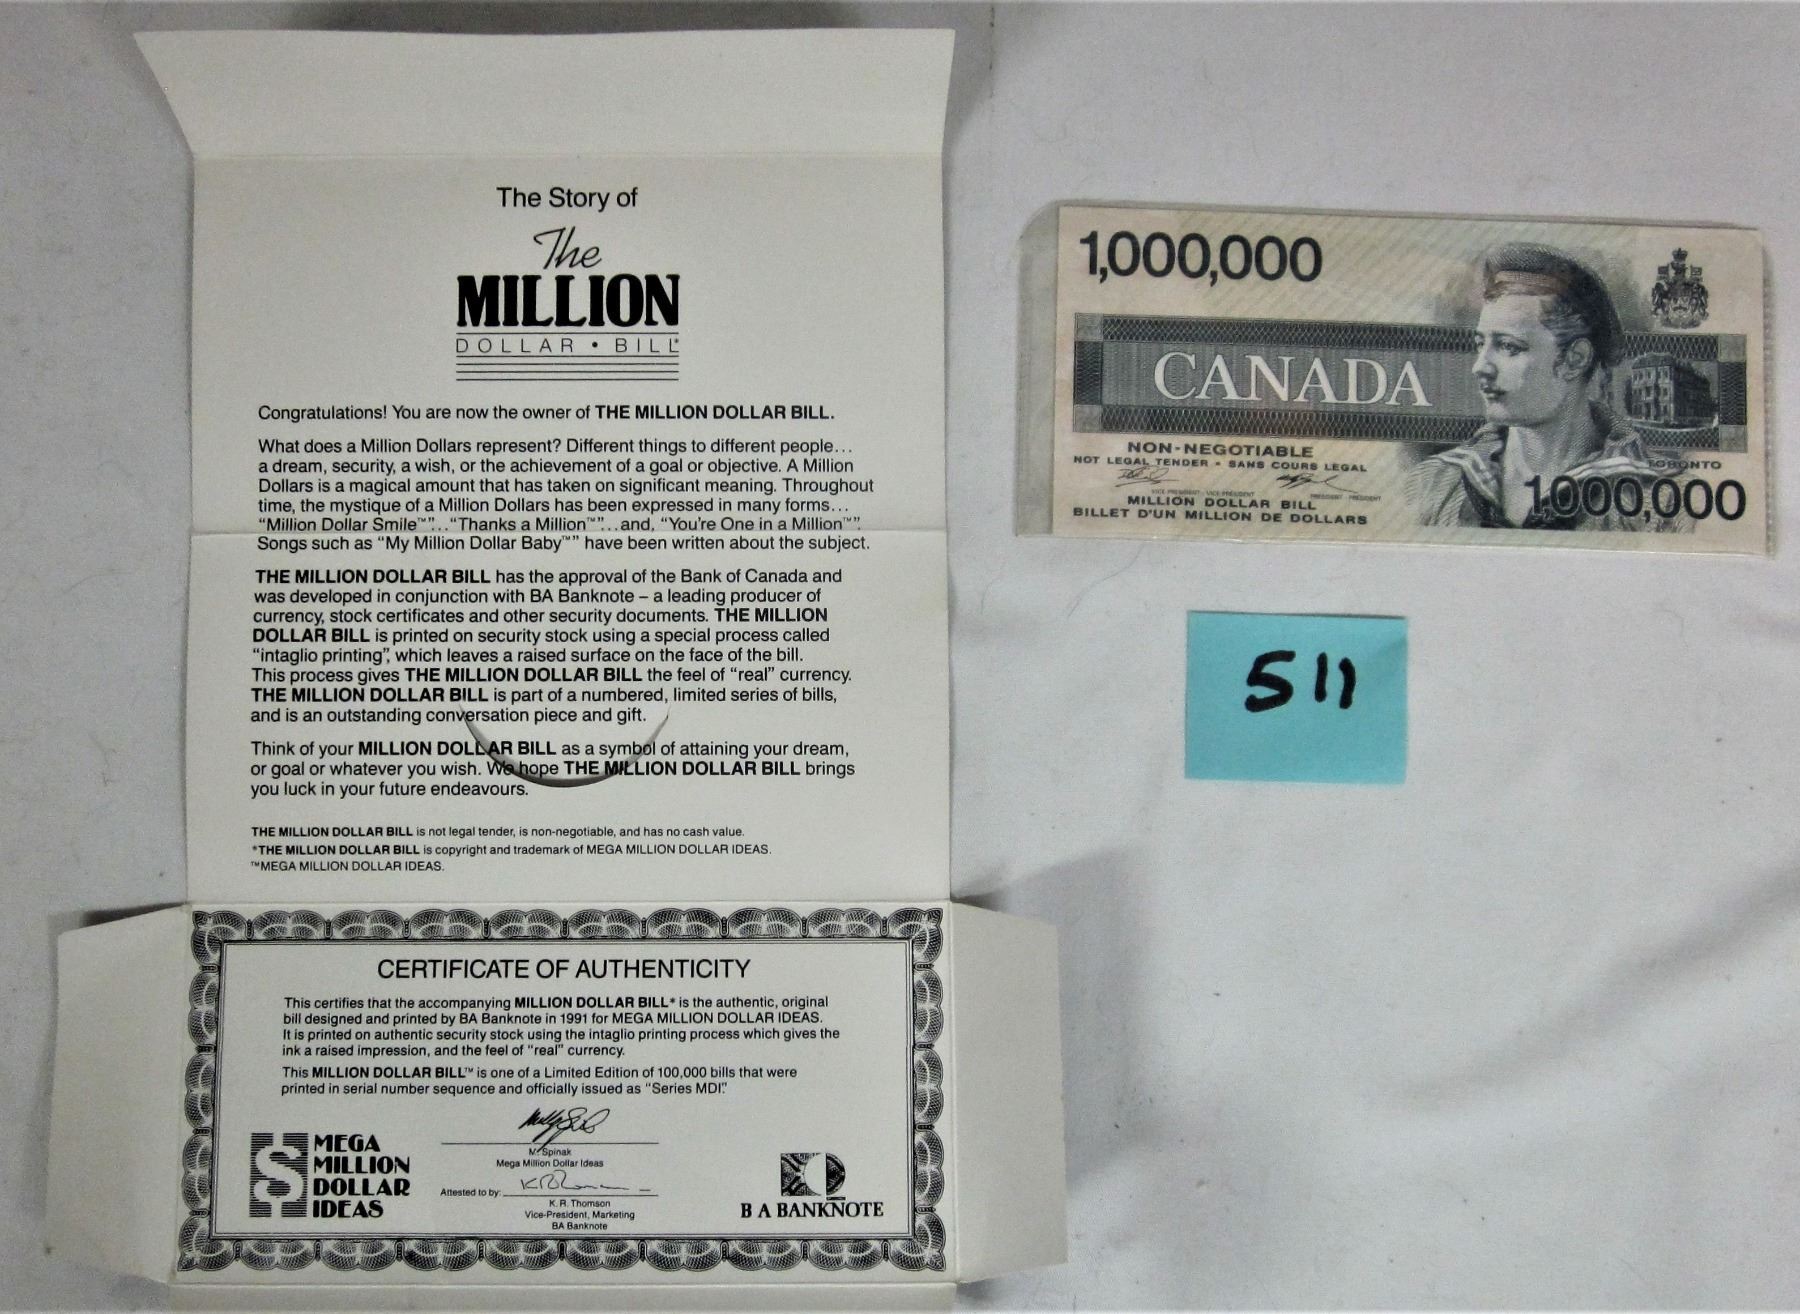 The Story of
The
MILLION
DOLLAR • BILL*
Congratulations! You are now the owner of THE MILLION DOLLAR BILL.
What does a Million Dollars represent? Different things to different people...
a dream, security, a wish, or the achievement of a goal or objective. A Million
Dollars is a magical amount that has taken on significant meaning. Throughout
time, the mystique of a Million Dollars has been expressed in many forms...
“Million Dollar Smile™”...“Thanks a Million™”...and, “You're One in a Million™”.
Songs such as “My Million Dollar Baby™” have been written about the subject.
THE MILLION DOLLAR BILL has the approval of the Bank of Canada and
was developed in conjunction with BA Banknote – a leading producer of
currency, stock certificates and other security documents. THE MILLION
DOLLAR BILL is printed on security stock using a special process called
“intaglio printing”, which leaves a raised surface on the face of the bill.
This process gives THE MILLION DOLLAR BILL the feel of “real” currency.
THE MILLION DOLLAR BILL is part of a numbered, limited series of bills,
and is an outstanding conversation piece and gift.
Think of your MILLION DOLLAR BILL as a symbol of attaining your dream,
or goal or whatever you wish. We hope THE MILLION DOLLAR BILL brings
you luck in your future endeavours.
THE MILLION DOLLAR BILL is not legal tender, is non-negotiable, and has no cash value.
*THE MILLION DOLLAR BILL is copyright and trademark of MEGA MILLION DOLLAR IDEAS.
™MEGA MILLION DOLLAR IDEAS.
CERTIFICATE OF AUTHENTICITY
This certifies that the accompanying MILLION DOLLAR BILL* is the authentic, original
bill designed and printed by BA Banknote in 1991 for MEGA MILLION DOLLAR IDEAS.
It is printed on authentic security stock using the intaglio printing process which gives the
ink a raised impression, and the feel of “real” currency.
This MILLION DOLLAR BILL™ is one of a Limited Edition of 100,000 bills that were
printed in serial number sequence and officially issued as “Series MDI”.
MEGA
MILLION
DOLLAR
IDEAS
M. Spinak
Mega Million Dollar Ideas
Attested to by:
K.R. Thomson
Vice-President, Marketing
BA Banknote
B A BANKNOTE
1,000,000
CANADA
NON-NEGOTIABLE
NOT LEGAL TENDER • SANS COURS LEGAL
TORONTO
VICE-PRESIDENT - VICE-PRÉSIDENT
PRESIDENT - PRÉSIDENT
MILLION DOLLAR BILL
BILLET D'UN MILLION DE DOLLARS
1,000,000
511